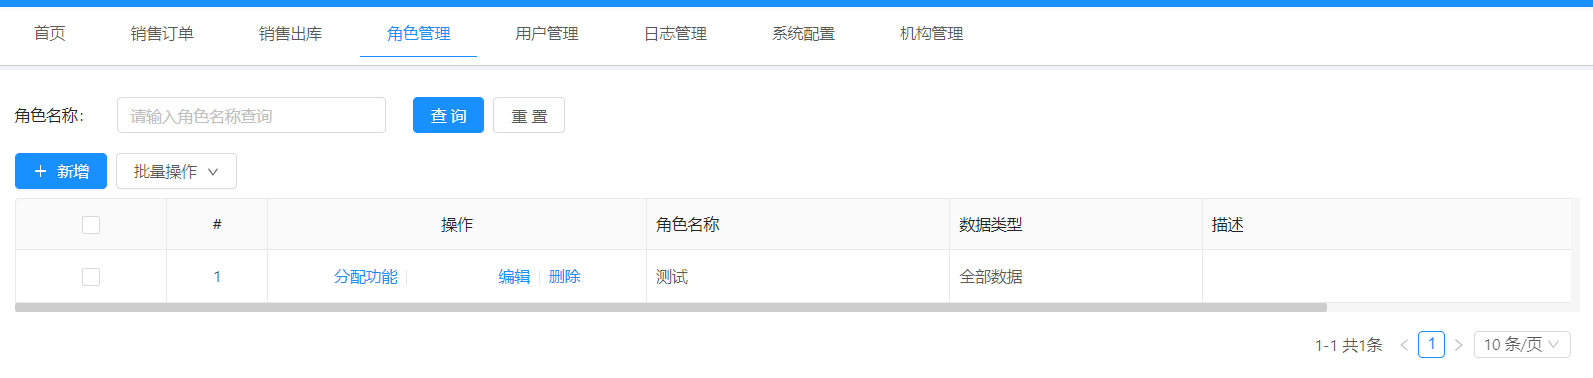 首页 销售订单 销售出库 角色管理 用户管理 日志管理 系统配置 机构管理
角色名称： 请输入角色名称查询 查 询 重 置
新增 批量操作
# 操作 角色名称 数据类型 描述
1 分配功能 编辑 删除 测试 全部数据
1-1 共1条 1 10 条/页